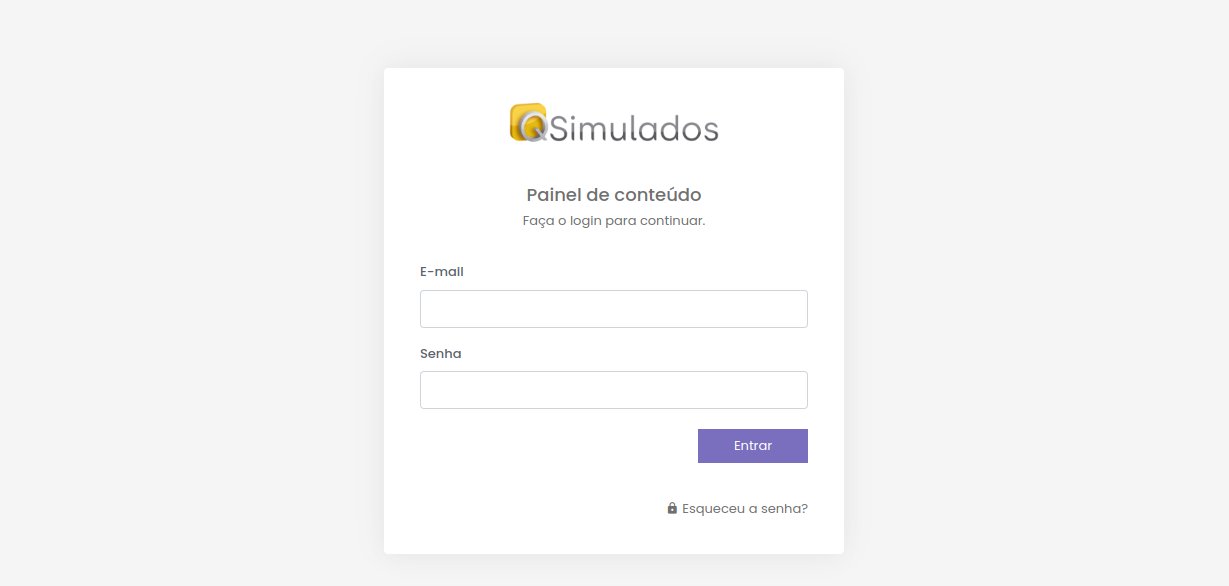 QSimulados
Painel de conteúdo
Faça o login para continuar.
E-mail
Senha
Entrar
Esqueceu a senha?